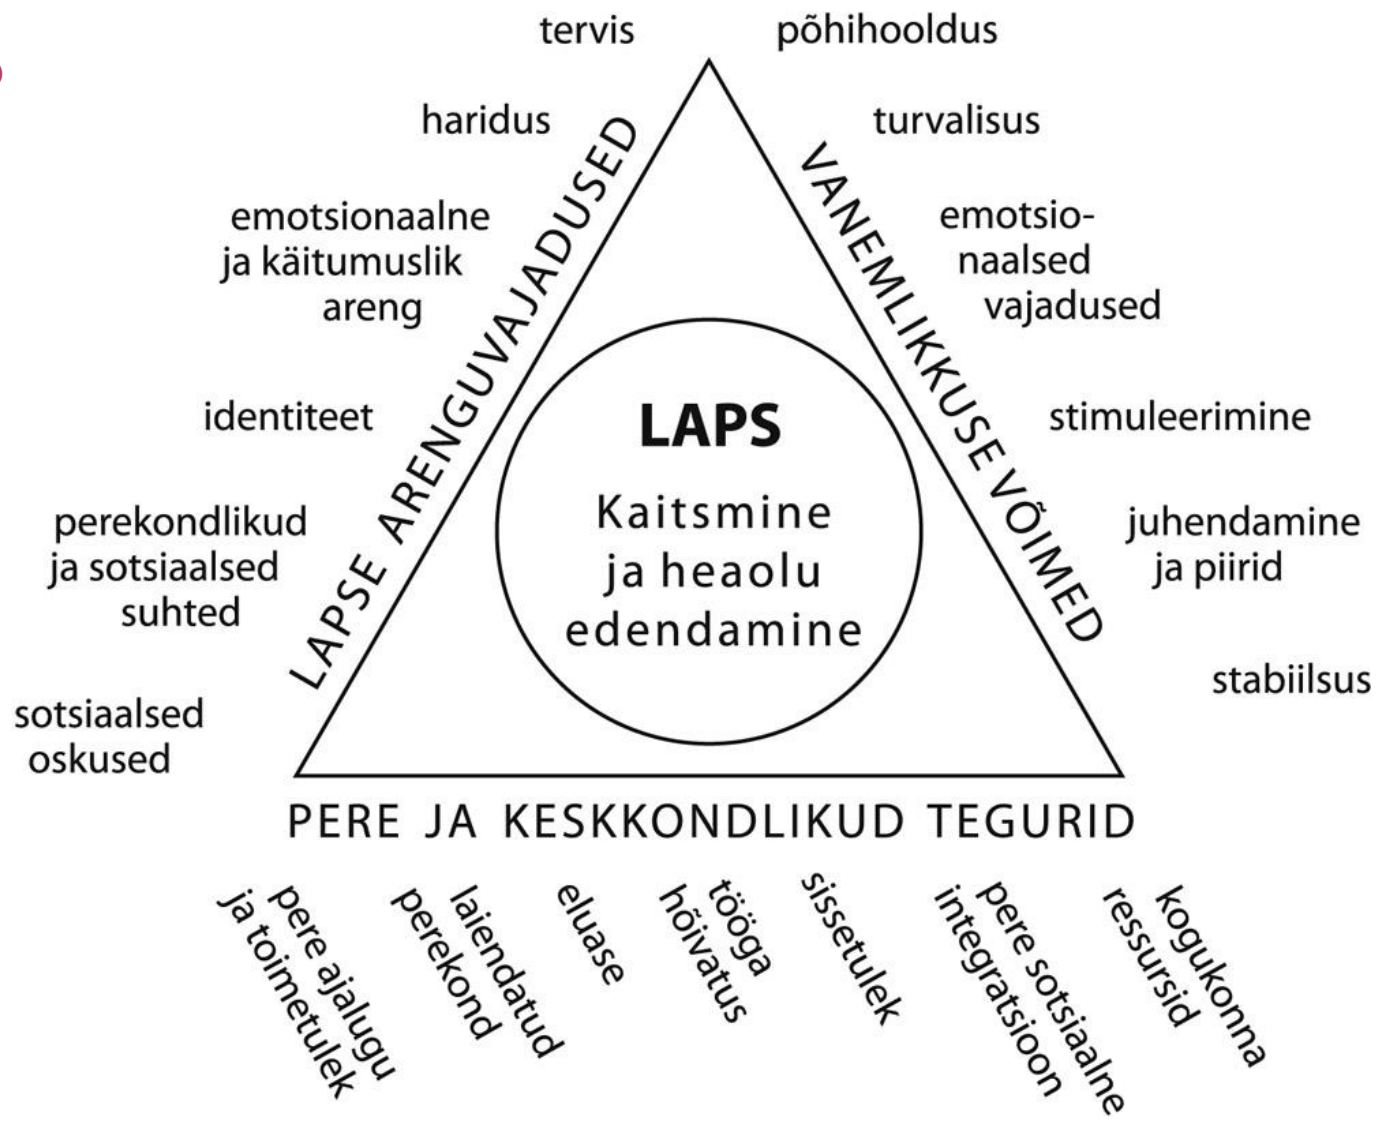 tervis
põhihooldus
haridus
turvalisus
LAPSE ARENGUVAJADUSED
VANEMLIKKUSE VÕIMED
emotsionaalne
ja käitumuslik
areng
emotsio-
naalsed
vajadused
identiteet
stimuleerimine
perekondlikud
ja sotsiaalsed
suhted
juhendamine
ja piirid
sotsiaalsed
oskused
stabiilsus
LAPS
Kaitsmine
ja heaolu
edendamine
PERE JA KESKKONDLIKUD TEGURID
pere ajalugu
ja toimetulek
laiendatud
perekond
eluase
tööga
hõivatus
sissetulek
pere sotsiaalne
integratsioon
kogukonna
ressursid